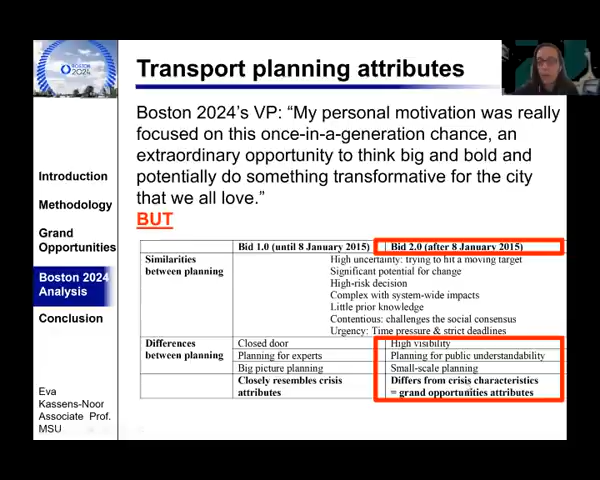 BOSTON
2024
Transport planning attributes
Boston 2024's VP: “My personal motivation was really
focused on this once-in-a-generation chance, an
extraordinary opportunity to think big and bold and
potentially do something transformative for the city
that we all love.”
BUT
Introduction
Methodology
Grand
Opportunities
Boston 2024
Analysis
Conclusion
Eva
Kassens-Noor
Associate Prof.
MSU
Bid 1.0 (until 8 January 2015) Bid 2.0 (after 8 January 2015)
Similarities High uncertainty: trying to hit a moving target
between planning Significant potential for change
High-risk decision
Complex with system-wide impacts
Little prior knowledge
Contentious: challenges the social consensus
Urgency: Time pressure & strict deadlines
Differences Closed door High visibility
between planning Planning for experts Planning for public understandability
Big picture planning Small-scale planning
Closely resembles crisis Differs from crisis characteristics
attributes = grand opportunities attributes